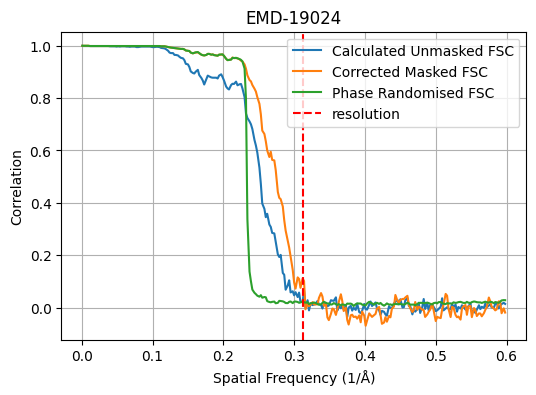 EMD-19024
Calculated Unmasked FSC
Corrected Masked FSC
Phase Randomised FSC
resolution
Correlation
1.0
0.8
0.6
0.4
0.2
0.0
0.0 0.1 0.2 0.3 0.4 0.5 0.6
Spatial Frequency (1/Å)